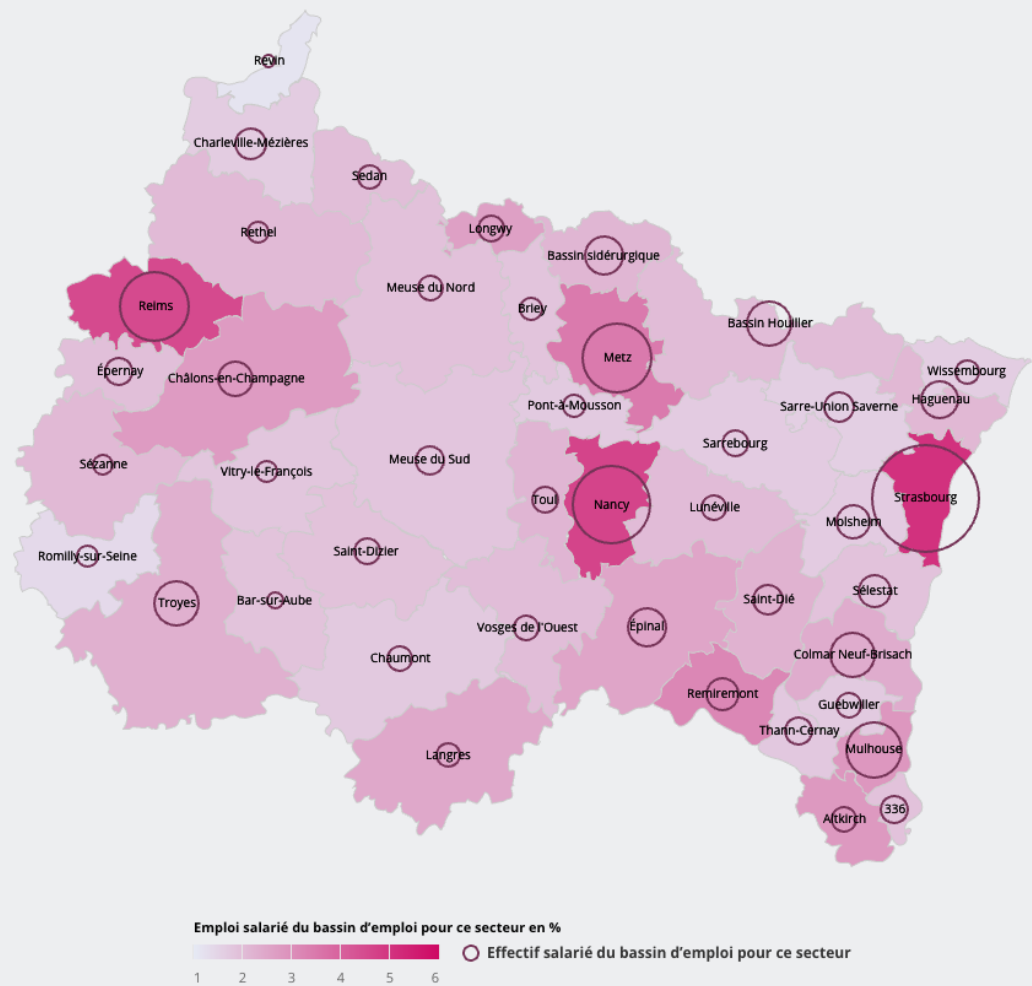 Revin
Charleville-Mézières
Sedan
Rethel
Longwy
Bassin sidérurgique
Meuse du Nord
Briey
Reims
Bassin Houiller
Metz
Épernay
Châlons-en-Champagne
Wissembourg
Pont-à-Mousson
Sarre-Union Saverne
Haguenau
Sarrebourg
Sézanne
Vitry-le-François
Meuse du Sud
Toul
Nancy
Lunéville
Strasbourg
Molsheim
Romilly-sur-Seine
Saint-Dizier
Troyes
Bar-sur-Aube
Saint-Dié
Sélestat
Vosges de l'Ouest
Épinal
Chaumont
Colmar Neuf-Brisach
Remiremont
Guebwiller
Thann-Cernay
Mulhouse
Langres
Altkirch
336
Emploi salarié du bassin d’emploi pour ce secteur en %
Effectif salarié du bassin d’emploi pour ce secteur
1 2 3 4 5 6